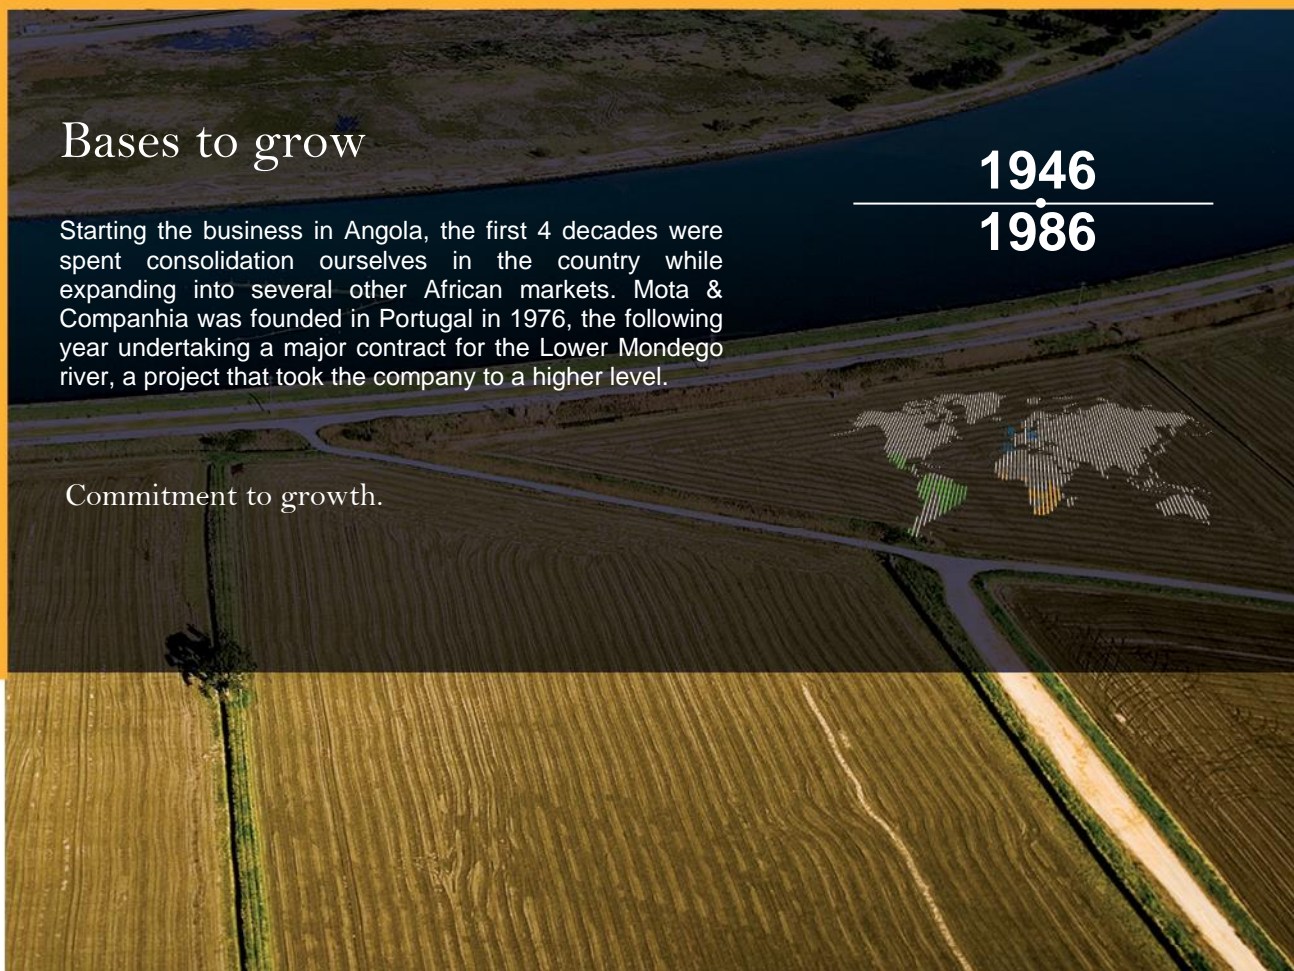 Bases to grow
1946
1986
Starting the business in Angola, the first 4 decades were
spent consolidation ourselves in the country while
expanding into several other African markets. Mota &
Companhia was founded in Portugal in 1976, the following
year undertaking a major contract for the Lower Mondego
river, a project that took the company to a higher level.
Commitment to growth.